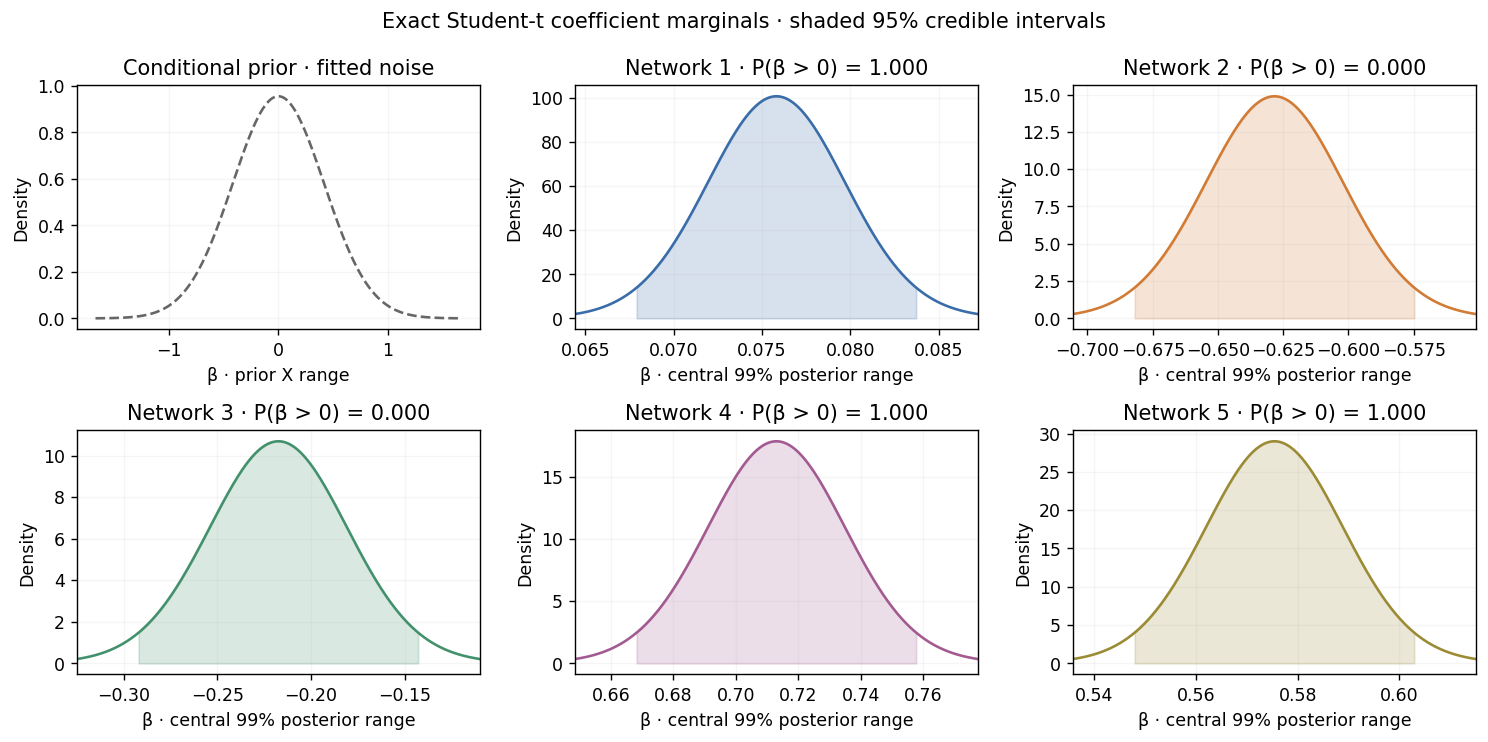 Exact Student-t coefficient marginals · shaded 95% credible intervals
Conditional prior · fitted noise
1.0
0.8
0.6
0.4
0.2
0.0
Density
−1 0 1
β · prior X range
Network 1 · P(β > 0) = 1.000
100
80
60
40
20
0
Density
0.065 0.070 0.075 0.080 0.085
β · central 99% posterior range
Network 2 · P(β > 0) = 0.000
15.0
12.5
10.0
7.5
5.0
2.5
0.0
Density
−0.700 −0.675 −0.650 −0.625 −0.600 −0.575
β · central 99% posterior range
Network 3 · P(β > 0) = 0.000
10
8
6
4
2
0
Density
−0.30 −0.25 −0.20 −0.15
β · central 99% posterior range
Network 4 · P(β > 0) = 1.000
15
10
5
0
Density
0.66 0.68 0.70 0.72 0.74 0.76
β · central 99% posterior range
Network 5 · P(β > 0) = 1.000
30
25
20
15
10
5
0
Density
0.54 0.56 0.58 0.60
β · central 99% posterior range